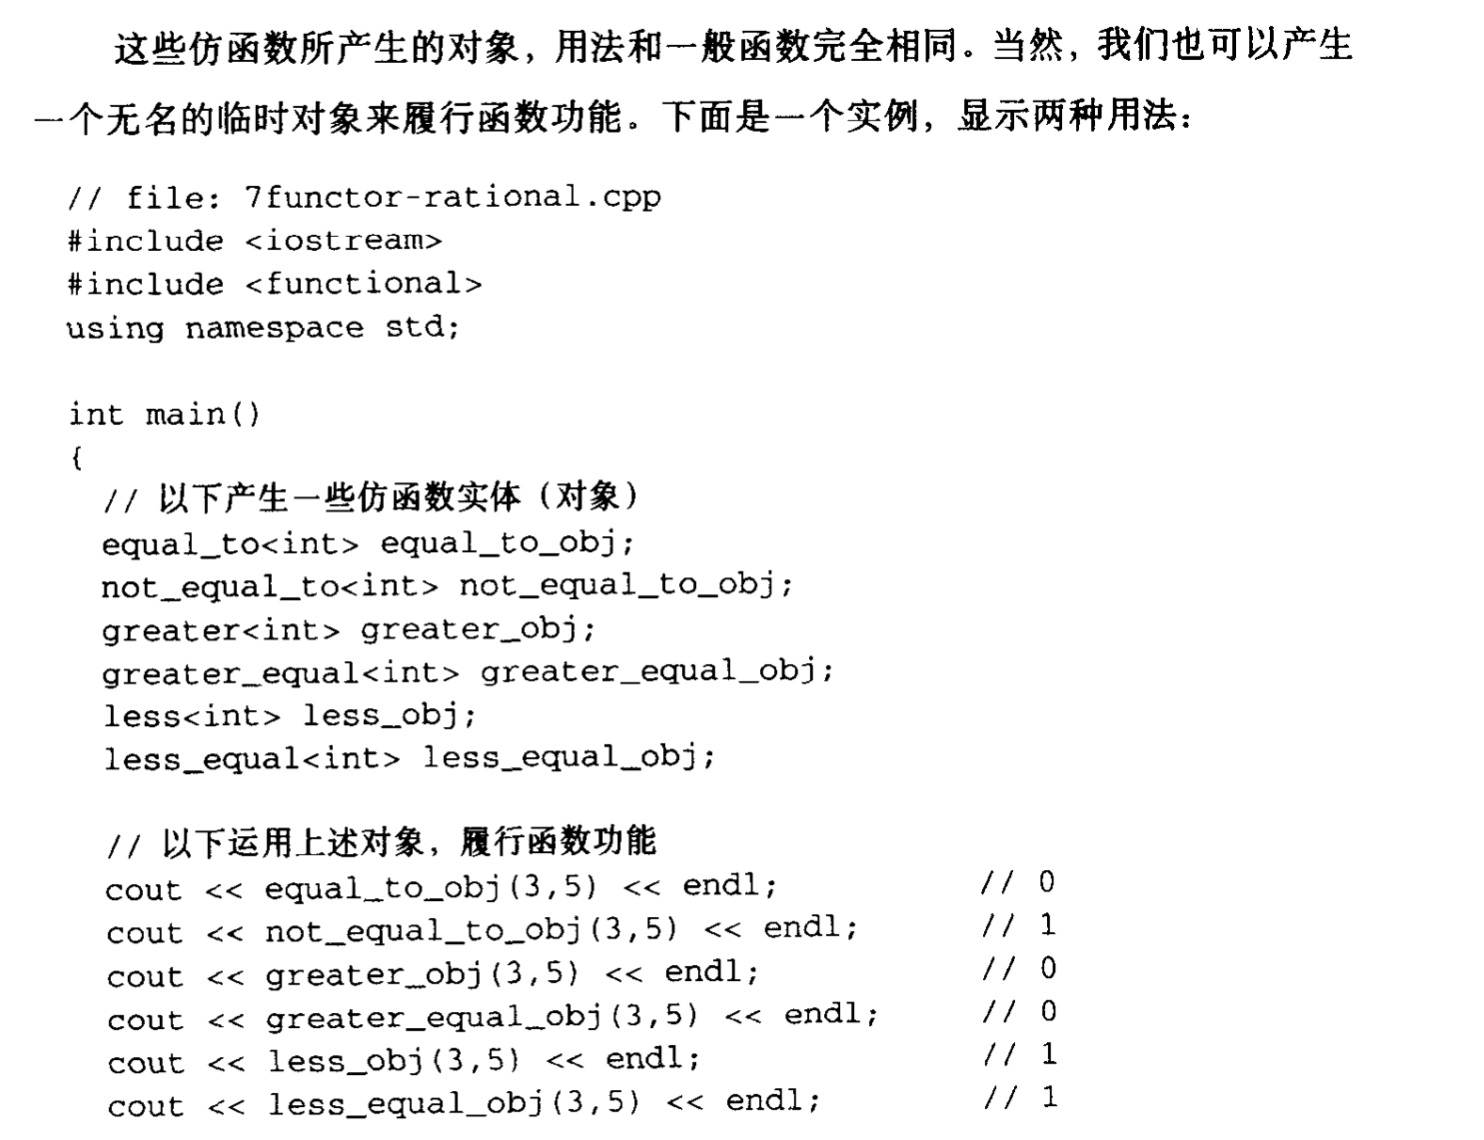 这些仿函数所产生的对象，用法和一般函数完全相同。当然，我们也可以产生
一个无名的临时对象来履行函数功能。下面是一个实例，显示两种用法：
// file: 7functor-rational.cpp
#include <iostream>
#include <functional>
using namespace std;
int main()
{
// 以下产生一些仿函数实体（对象）
equal_to<int> equal_to_obj;
not_equal_to<int> not_equal_to_obj;
greater<int> greater_obj;
greater_equal<int> greater_equal_obj;
less<int> less_obj;
less_equal<int> less_equal_obj;
// 以下运用上述对象，履行函数功能
cout << equal_to_obj(3,5) << endl; // 0
cout << not_equal_to_obj(3,5) << endl; // 1
cout << greater_obj(3,5) << endl; // 0
cout << greater_equal_obj(3,5) << endl; // 0
cout << less_obj(3,5) << endl; // 1
cout << less_equal_obj(3,5) << endl; // 1